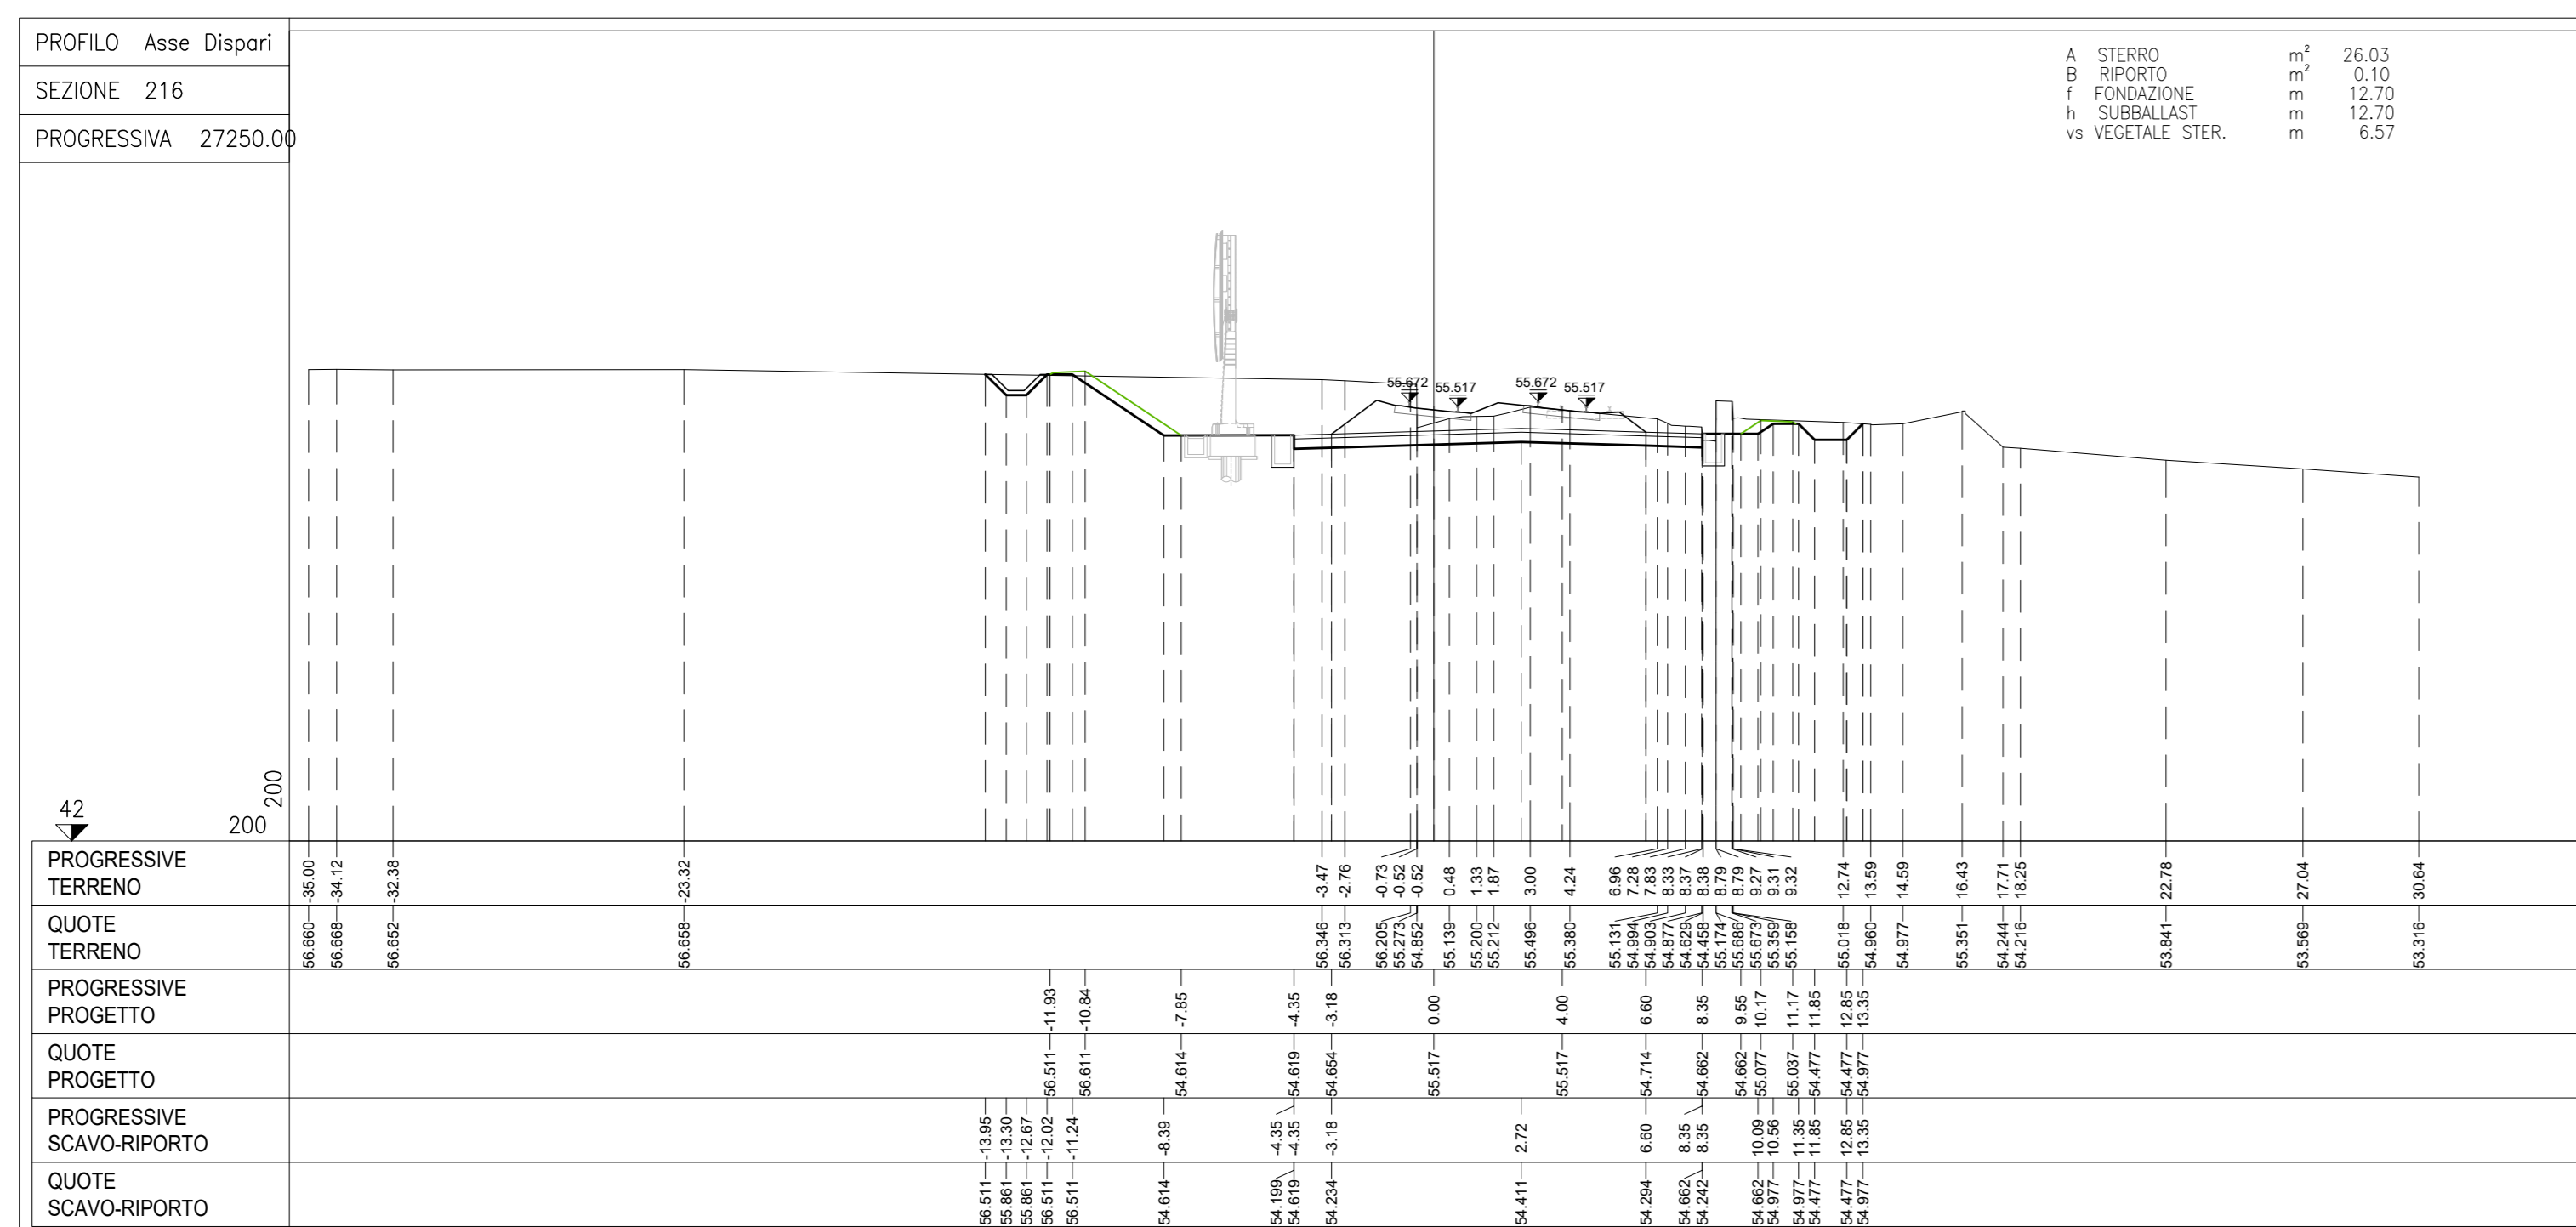 PROFILO Asse Dispari
SEZIONE 216
PROGRESSIVA 27250.00
A STERRO m² 26.03
B RIPORTO m² 0.10
f FONDAZIONE m 12.70
h SUBBALLAST m 12.70
vs VEGETALE STER. m 6.57
55.672 55.517 55.672 55.517
42
200
200
PROGRESSIVE TERRENO
-35.00 -34.12 -32.38 -23.32 -3.47 -2.76 -0.73 -0.52 -0.52 0.48 1.33 1.87 3.00 4.24 6.96 7.28 7.83 8.33 8.37 8.38 8.79 8.79 9.27 9.31 9.32 12.74 13.59 14.59 16.43 17.71 18.25 22.78 27.04 30.64
QUOTE TERRENO
56.660 56.668 56.652 56.658 56.346 56.313 56.205 55.273 54.852 55.139 55.200 55.212 55.496 55.380 55.131 54.994 54.903 54.877 54.629 54.458 55.174 55.686 55.673 55.359 55.158 55.018 54.960 54.977 55.351 54.244 54.216 53.841 53.569 53.316
PROGRESSIVE PROGETTO
-11.93 -10.84 -7.85 -4.35 -3.18 0.00 4.00 6.60 8.35 9.55 10.17 11.17 11.85 12.85 13.35
QUOTE PROGETTO
56.511 56.611 54.614 54.619 54.654 55.517 55.517 54.714 54.662 54.662 55.077 55.037 54.477 54.477 54.977
PROGRESSIVE SCAVO-RIPORTO
-13.95 -13.30 -12.67 -12.02 -11.24 -8.39 -4.35 -4.35 -3.18 2.72 6.60 8.35 8.35 10.09 10.56 11.35 11.85 12.85 13.35
QUOTE SCAVO-RIPORTO
56.511 55.861 55.861 56.511 56.511 54.614 54.199 54.619 54.234 54.411 54.294 54.662 54.242 54.662 54.977 54.977 54.477 54.477 54.977